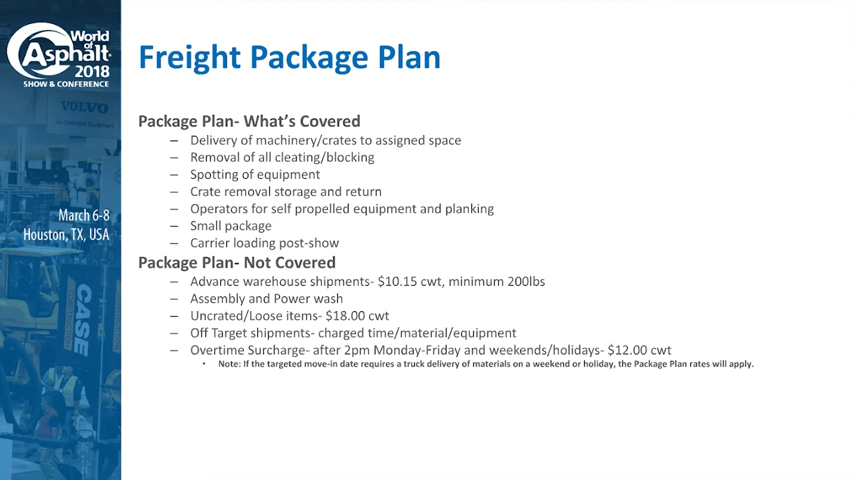 World
of
Asphalt
2018
SHOW & CONFERENCE
VOLVO
March 6-8
Houston, TX, USA
CASE
Freight Package Plan
Package Plan- What's Covered
– Delivery of machinery/crates to assigned space
– Removal of all cleating/blocking
– Spotting of equipment
– Crate removal storage and return
– Operators for self propelled equipment and planking
– Small package
– Carrier loading post-show
Package Plan- Not Covered
– Advance warehouse shipments- $10.15 cwt, minimum 200lbs
– Assembly and Power wash
– Uncrated/Loose items- $18.00 cwt
– Off Target shipments- charged time/material/equipment
– Overtime Surcharge- after 2pm Monday-Friday and weekends/holidays- $12.00 cwt
• Note: If the targeted move-in date requires a truck delivery of materials on a weekend or holiday, the Package Plan rates will apply.